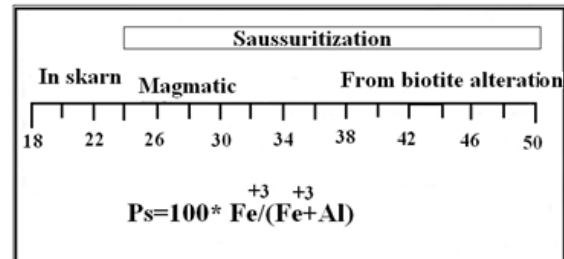 Saussuritization
In skarn Magmatic From biotite alteration
18 22 26 30 34 38 42 46 50
+3 +3
Ps=100* Fe/(Fe+Al)